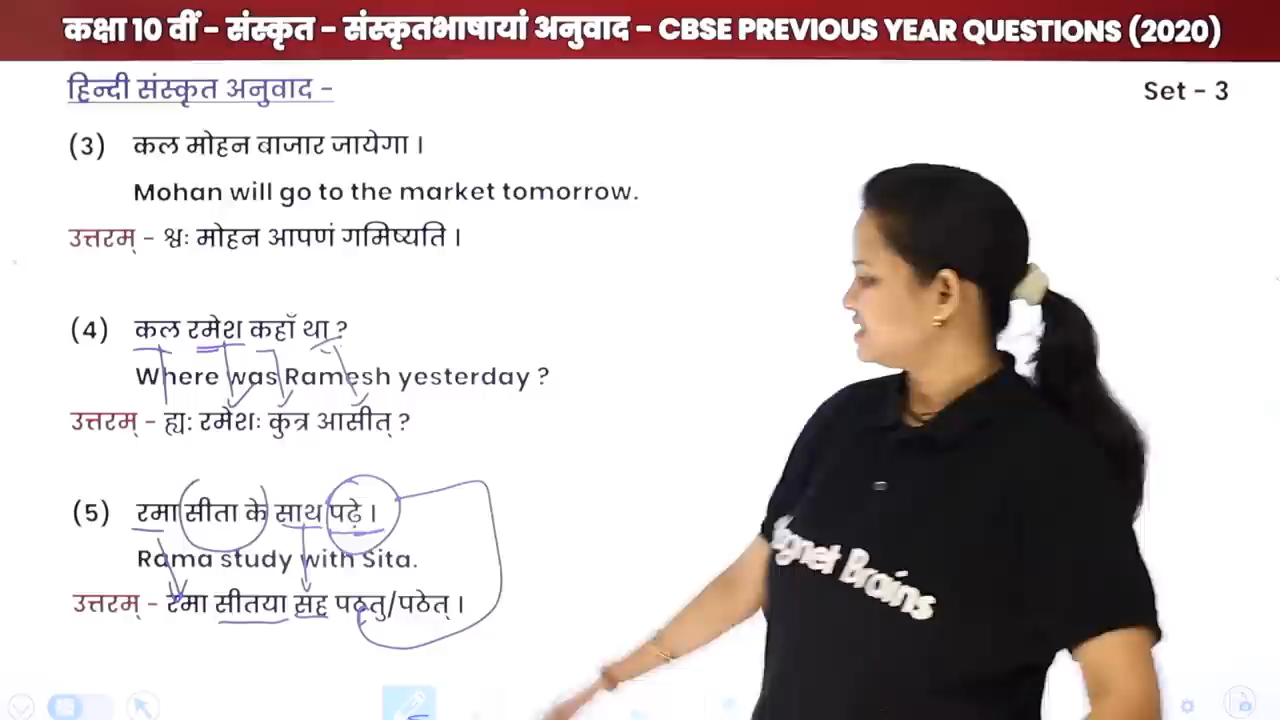 कक्षा 10 वीं - संस्कृत - संस्कृतभाषायां अनुवाद - CBSE PREVIOUS YEAR QUESTIONS (2020)
हिन्दी संस्कृत अनुवाद -
Set - 3
(3) कल मोहन बाजार जायेगा ।
Mohan will go to the market tomorrow.
उत्तरम् - श्वः मोहन आपणं गमिष्यति ।
(4) कल रमेश कहाँ था ?
Where was Ramesh yesterday ?
उत्तरम् - ह्यः रमेशः कुत्र आसीत् ?
(5) रमा सीता के साथ पढ़े ।
Rama study with Sita.
उत्तरम् - रमा सीतया सह पठतु/पठेत् ।
gnet Brains